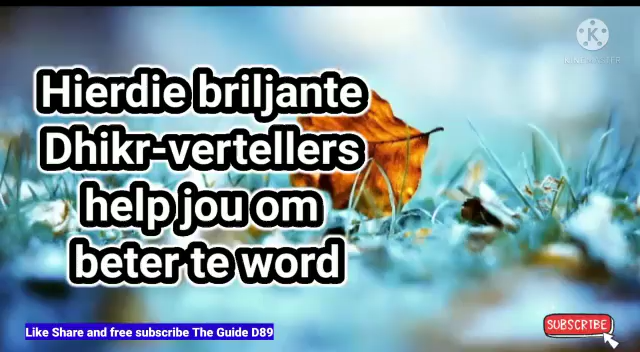 K
KINEMASTER
Hierdie briljante
Dhikr-vertellers
help jou om
beter te word
Like Share and free subscribe The Guide D89
SUBSCRIBE